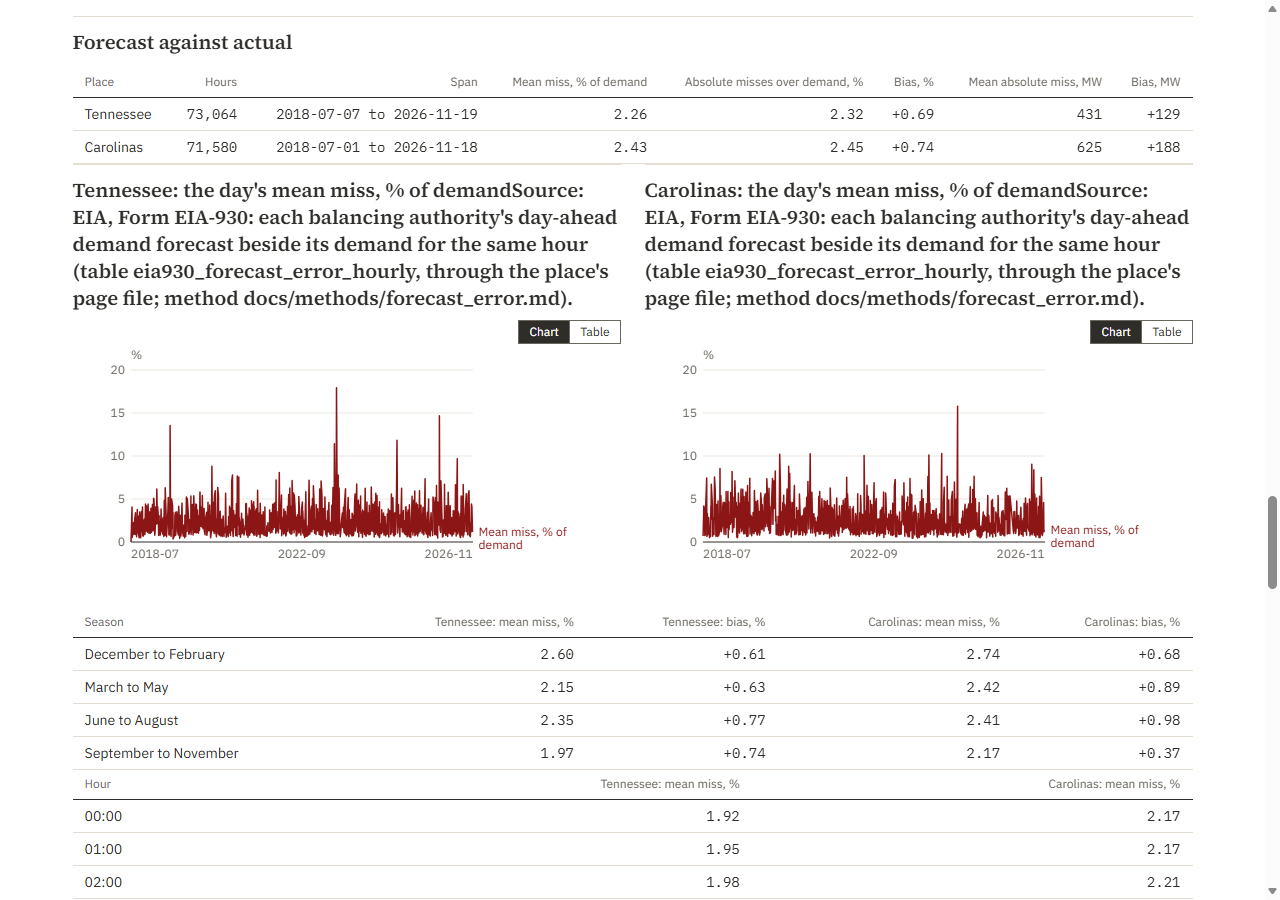 Forecast against actual
Place Hours Span Mean miss, % of demand Absolute misses over demand, % Bias, % Mean absolute miss, MW Bias, MW
Tennessee 73,064 2018-07-07 to 2026-11-19 2.26 2.32 +0.69 431 +129
Carolinas 71,580 2018-07-01 to 2026-11-18 2.43 2.45 +0.74 625 +188
Tennessee: the day's mean miss, % of demandSource:
EIA, Form EIA-930: each balancing authority's day-ahead
demand forecast beside its demand for the same hour
(table eia930_forecast_error_hourly, through the place's
page file; method docs/methods/forecast_error.md).
Chart Table
%
20
15
10
5
0
2018-07 2022-09 2026-11
Mean miss, % of
demand
Carolinas: the day's mean miss, % of demandSource:
EIA, Form EIA-930: each balancing authority's day-ahead
demand forecast beside its demand for the same hour
(table eia930_forecast_error_hourly, through the place's
page file; method docs/methods/forecast_error.md).
Chart Table
%
20
15
10
5
0
2018-07 2022-09 2026-11
Mean miss, % of
demand
Season Tennessee: mean miss, % Tennessee: bias, % Carolinas: mean miss, % Carolinas: bias, %
December to February 2.60 +0.61 2.74 +0.68
March to May 2.15 +0.63 2.42 +0.89
June to August 2.35 +0.77 2.41 +0.98
September to November 1.97 +0.74 2.17 +0.37
Hour Tennessee: mean miss, % Carolinas: mean miss, %
00:00 1.92 2.17
01:00 1.95 2.17
02:00 1.98 2.21